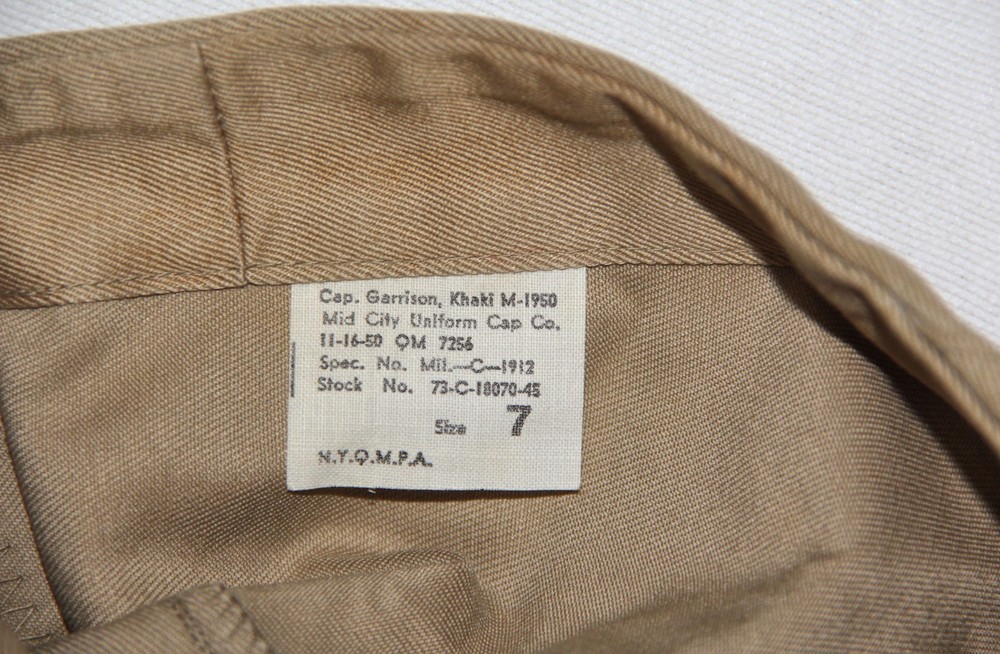 Cap. Garrison, Khaki M-1950
Mid City Uniform Cap Co.
11-16-50 QM 7256
Spec. No. Mil.—C—1912
Stock No. 73-C-18070-45
Size 7
N.Y.Q.M.P.A.